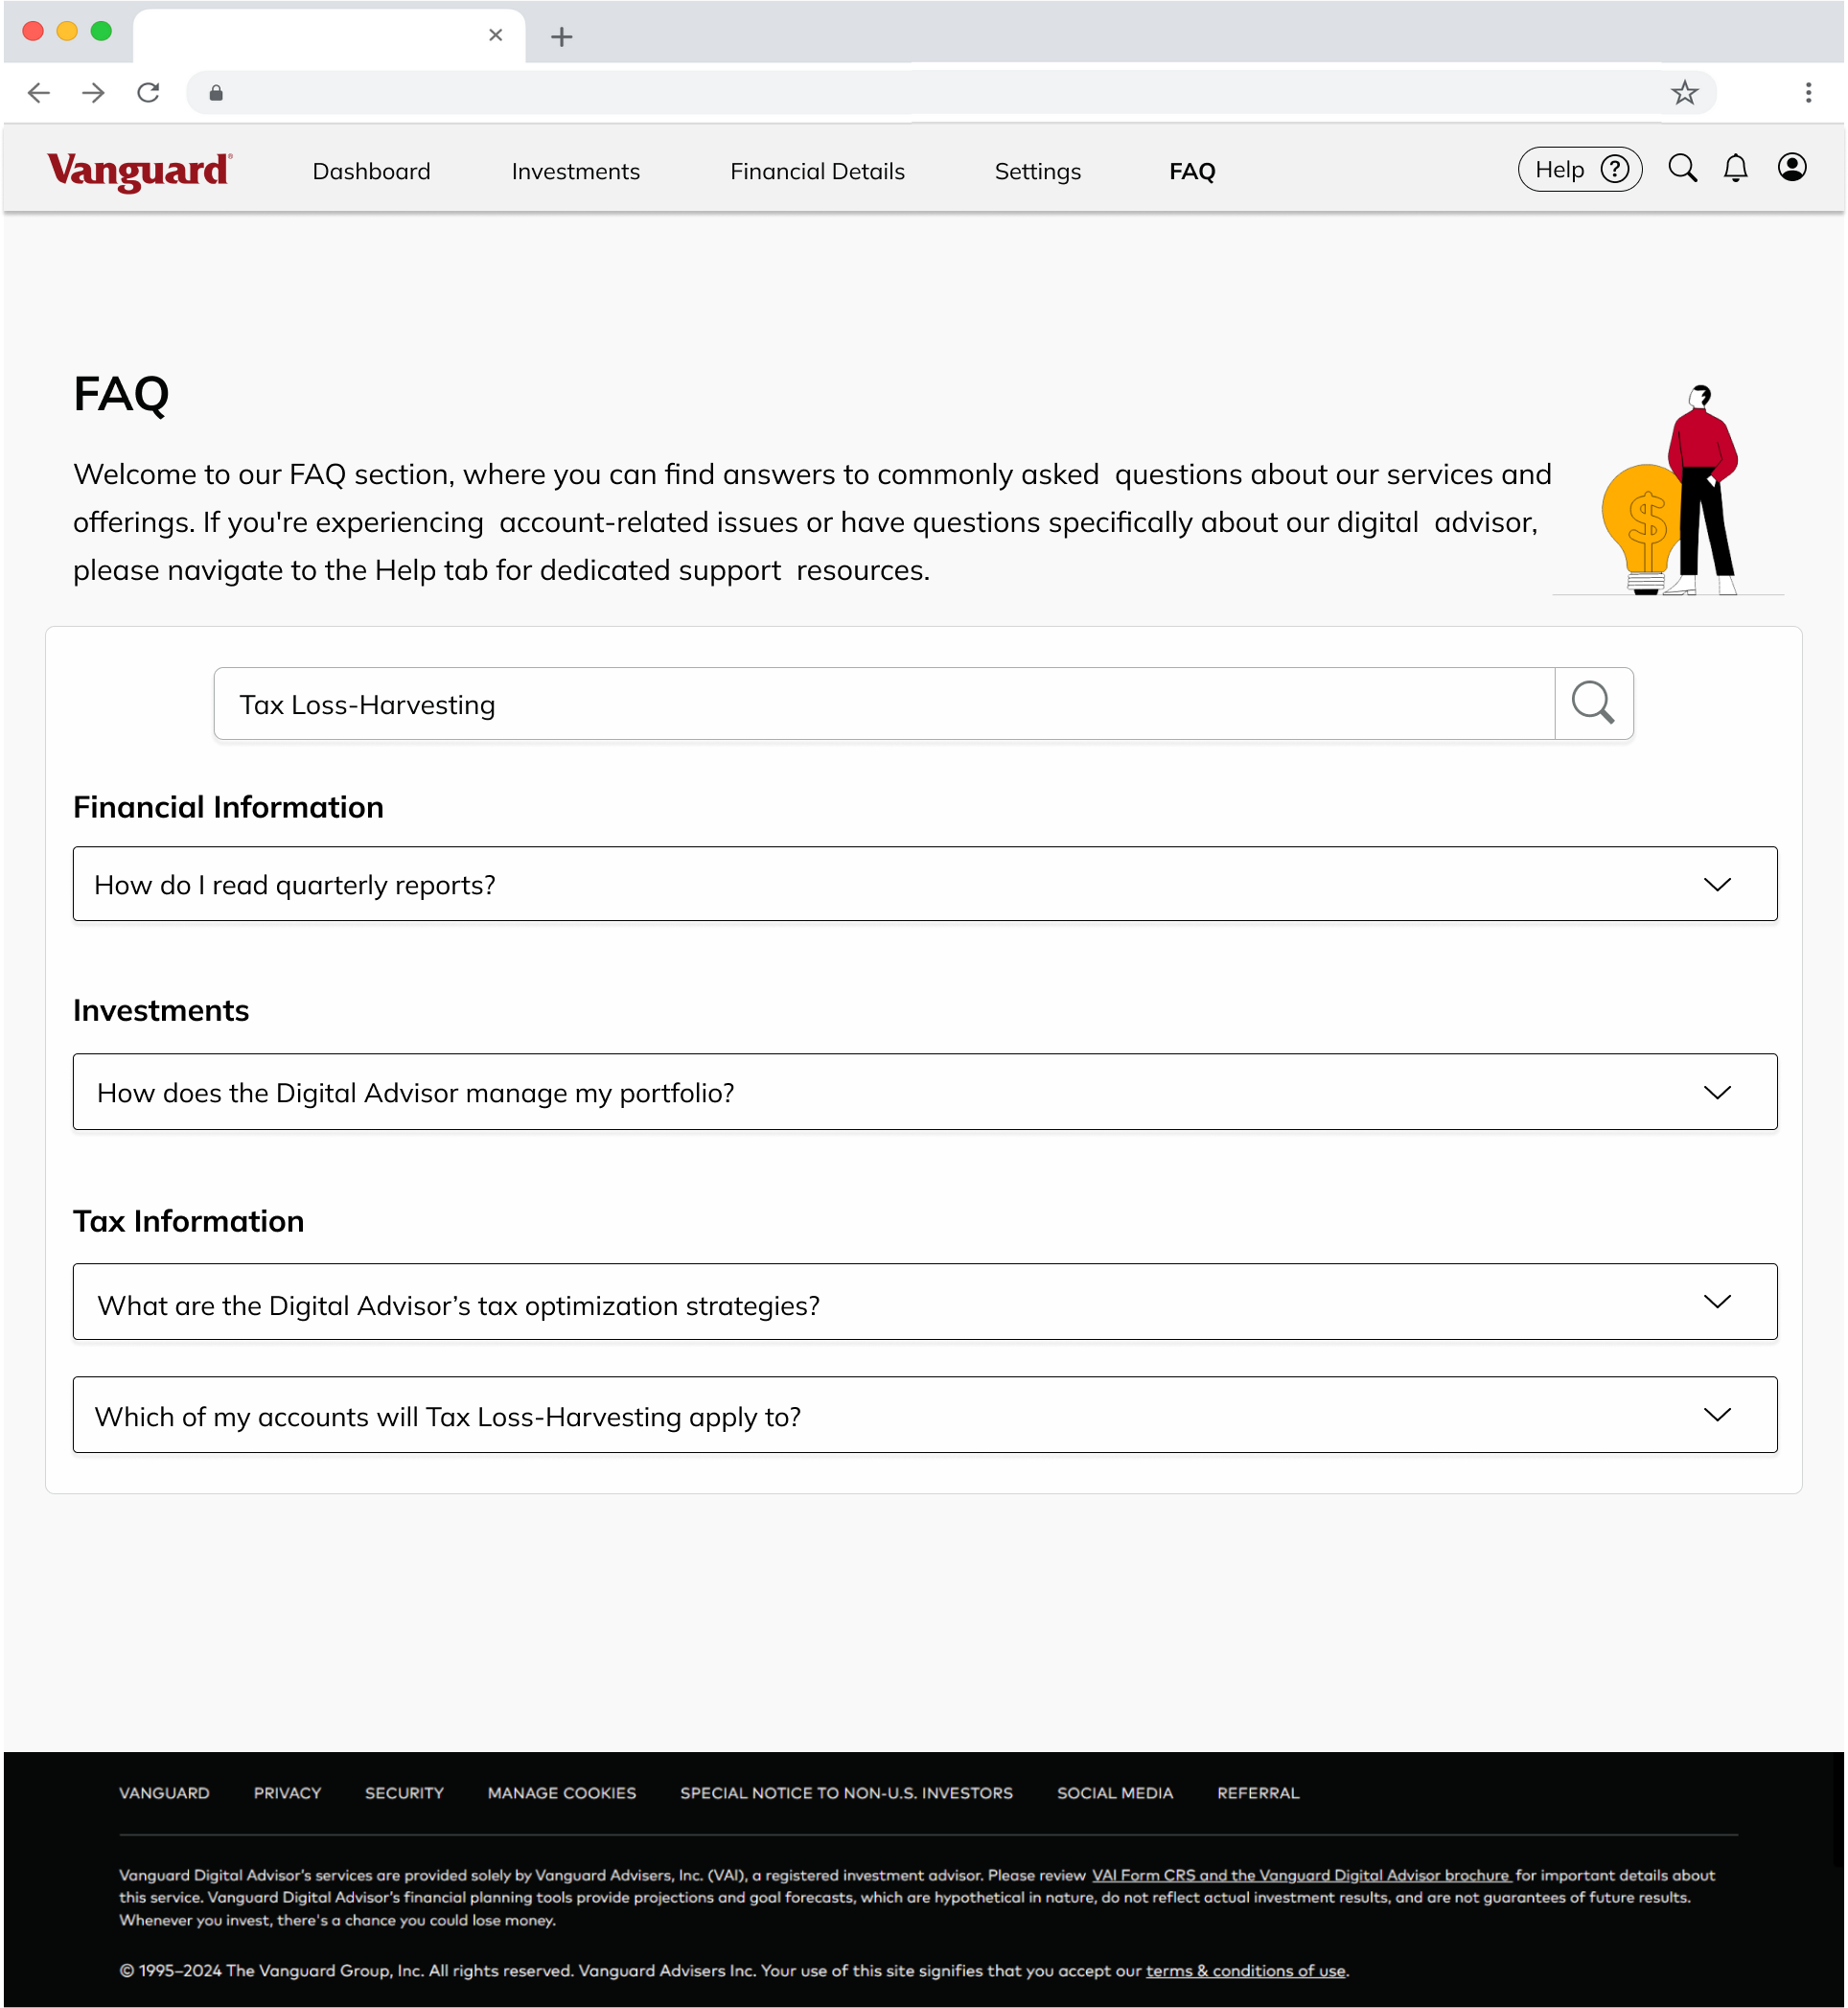 Vanguard®
Dashboard
Investments
Financial Details
Settings
FAQ
Help ?
FAQ
Welcome to our FAQ section, where you can find answers to commonly asked questions about our services and
offerings. If you're experiencing account-related issues or have questions specifically about our digital advisor,
please navigate to the Help tab for dedicated support resources.
$
Tax Loss-Harvesting
Financial Information
How do I read quarterly reports?
Investments
How does the Digital Advisor manage my portfolio?
Tax Information
What are the Digital Advisor’s tax optimization strategies?
Which of my accounts will Tax Loss-Harvesting apply to?
VANGUARD
PRIVACY
SECURITY
MANAGE COOKIES
SPECIAL NOTICE TO NON-U.S. INVESTORS
SOCIAL MEDIA
REFERRAL
Vanguard Digital Advisor’s services are provided solely by Vanguard Advisers, Inc. (VAI), a registered investment advisor. Please review VAI Form CRS and the Vanguard Digital Advisor brochure for important details about
this service. Vanguard Digital Advisor’s financial planning tools provide projections and goal forecasts, which are hypothetical in nature, do not reflect actual investment results, and are not guarantees of future results.
Whenever you invest, there's a chance you could lose money.
© 1995–2024 The Vanguard Group, Inc. All rights reserved. Vanguard Advisers Inc. Your use of this site signifies that you accept our terms & conditions of use.